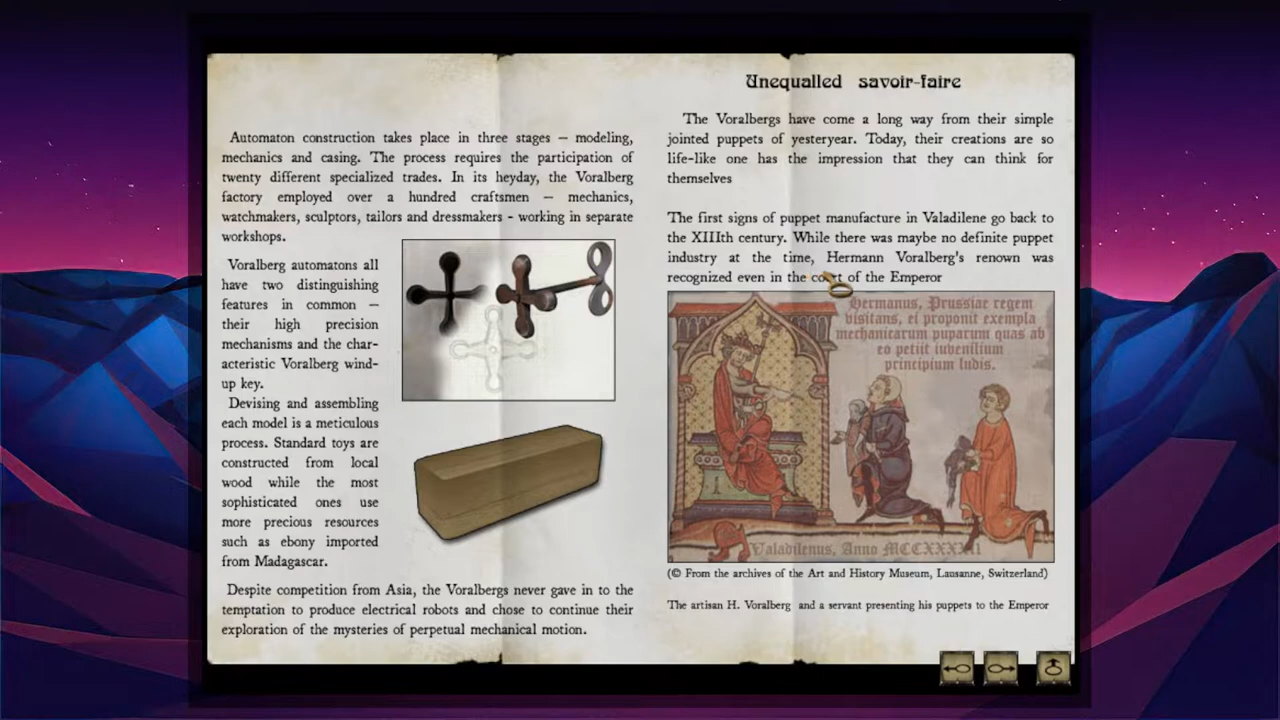 Automaton construction takes place in three stages – modeling,
mechanics and casing. The process requires the participation of
twenty different specialized trades. In its heyday, the Voralberg
factory employed over a hundred craftsmen – mechanics,
watchmakers, sculptors, tailors and dressmakers - working in separate
workshops.
Voralberg automatons all
have two distinguishing
features in common –
their high precision
mechanisms and the char-
acteristic Voralberg wind-
up key.
Devising and assembling
each model is a meticulous
process. Standard toys are
constructed from local
wood while the most
sophisticated ones use
more precious resources
such as ebony imported
from Madagascar.
Despite competition from Asia, the Voralbergs never gave in to the
temptation to produce electrical robots and chose to continue their
exploration of the mysteries of perpetual mechanical motion.
Unequalled savoir-faire
The Voralbergs have come a long way from their simple
jointed puppets of yesteryear. Today, their creations are so
life-like one has the impression that they can think for
themselves
The first signs of puppet manufacture in Valadilene go back to
the XIIIth century. While there was maybe no definite puppet
industry at the time, Hermann Voralberg's renown was
recognized even in the court of the Emperor
Hermanus, Prussiae regem
visitans, ei proponit exempla
mechanicarum puparum quas ab
eo petiit iuvenilium
principium ludis.
Valadilenus, Anno
(© From the archives of the Art and History Museum, Lausanne, Switzerland)
The artisan H. Voralberg and a servant presenting his puppets to the Emperor